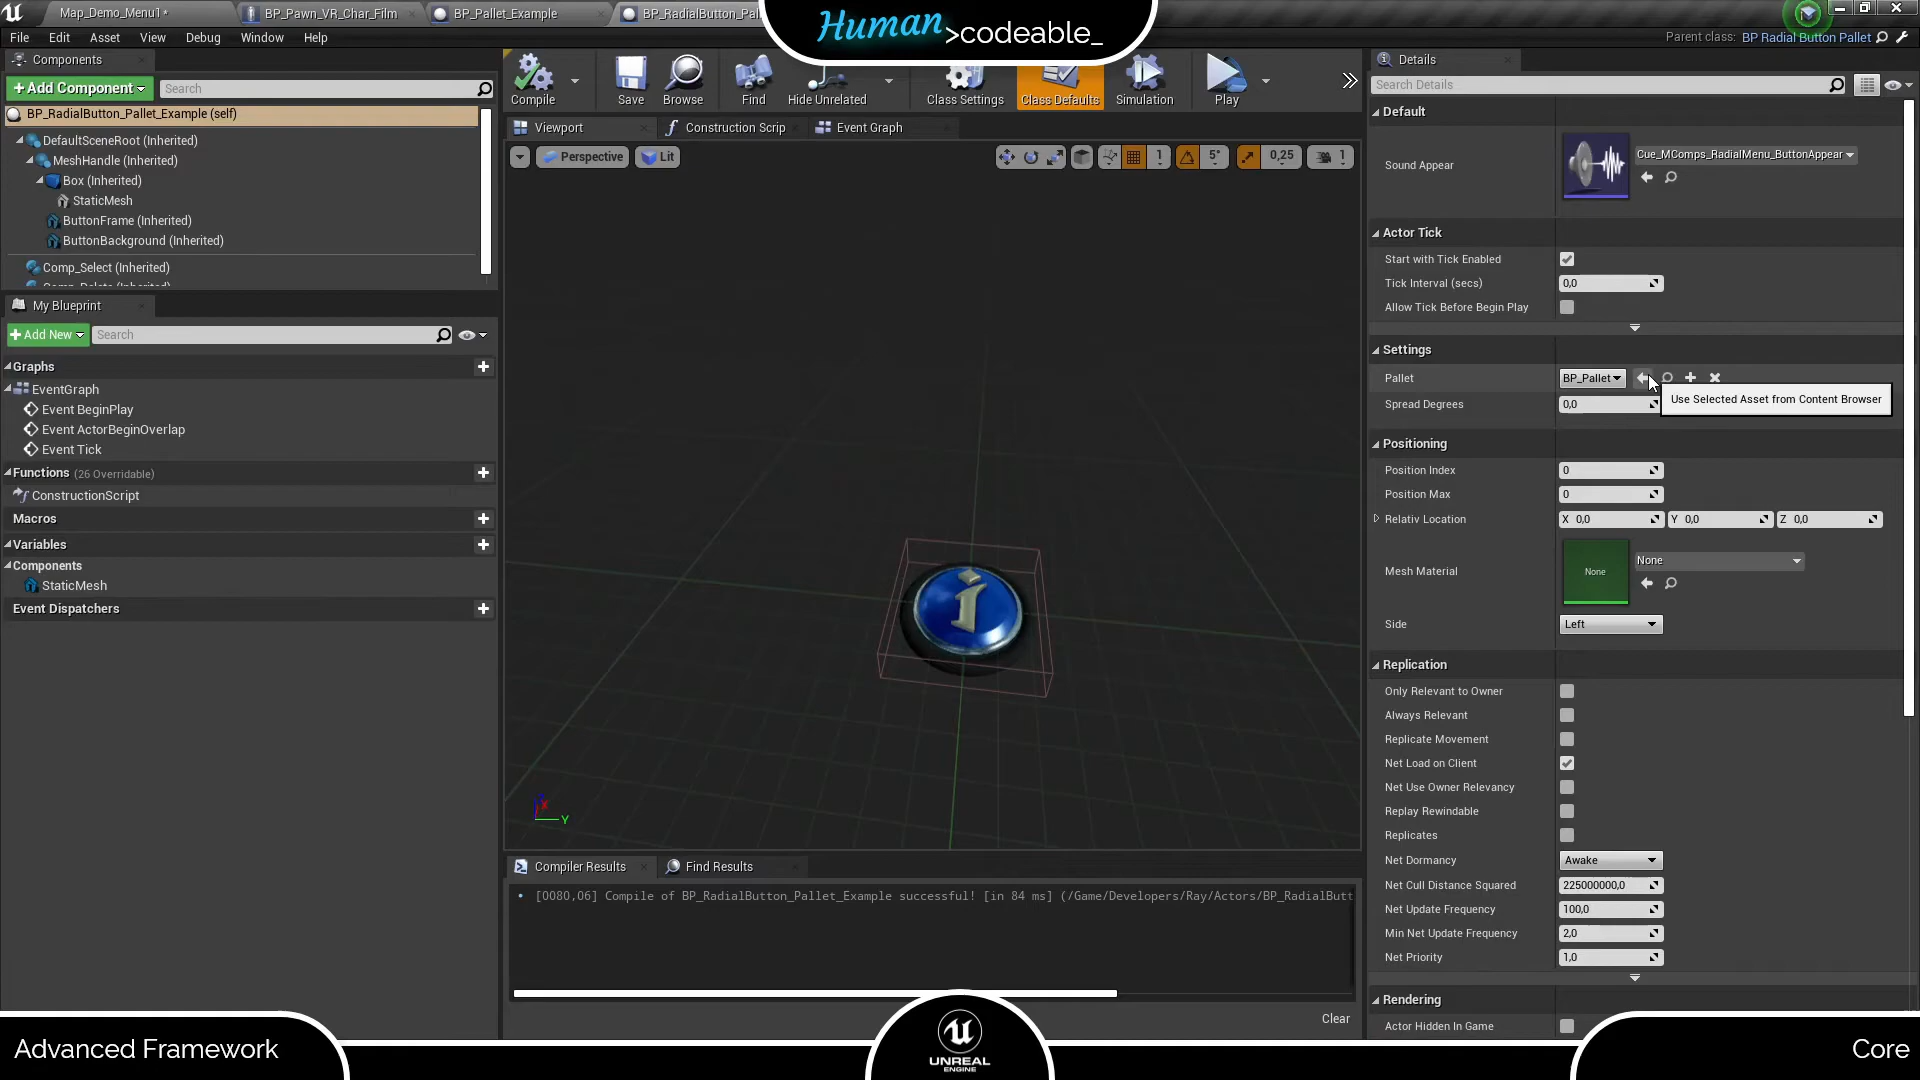 Map_Demo_Menu1*
BP_Pawn_VR_Char_Film
BP_Pallet_Example
BP_RadialButton_Pal
Human >codeable_
File Edit Asset View Debug Window Help
Parent class: BP Radial Button Pallet
Components
+Add Component
Search
BP_RadialButton_Pallet_Example (self)
DefaultSceneRoot (Inherited)
MeshHandle (Inherited)
Box (Inherited)
StaticMesh
ButtonFrame (Inherited)
ButtonBackground (Inherited)
Comp_Select (Inherited)
My Blueprint
+Add New
Search
Graphs
EventGraph
Event BeginPlay
Event ActorBeginOverlap
Event Tick
Functions (26 Overridable)
ConstructionScript
Macros
Variables
Components
StaticMesh
Event Dispatchers
Compile
Save
Browse
Find
Hide Unrelated
Class Settings
Class Defaults
Simulation
Play
Viewport
Construction Scrip
Event Graph
Perspective
Lit
1
5°
0,25
1
i
X
Y
Compiler Results
Find Results
[0080,06] Compile of BP_RadialButton_Pallet_Example successful! [in 84 ms] (/Game/Developers/Ray/Actors/BP_RadialButt
Clear
Details
Search Details
Default
Sound Appear
Cue_MComps_RadialMenu_ButtonAppear
Actor Tick
Start with Tick Enabled
Tick Interval (secs) 0,0
Allow Tick Before Begin Play
Settings
Pallet BP_Pallet
Use Selected Asset from Content Browser
Spread Degrees 0,0
Positioning
Position Index 0
Position Max 0
Relativ Location X 0,0 Y 0,0 Z 0,0
Mesh Material None None
Side Left
Replication
Only Relevant to Owner
Always Relevant
Replicate Movement
Net Load on Client
Net Use Owner Relevancy
Replay Rewindable
Replicates
Net Dormancy Awake
Net Cull Distance Squared 225000000,0
Net Update Frequency 100,0
Min Net Update Frequency 2,0
Net Priority 1,0
Rendering
Actor Hidden In Game
Advanced Framework
UNREAL ENGINE
Core